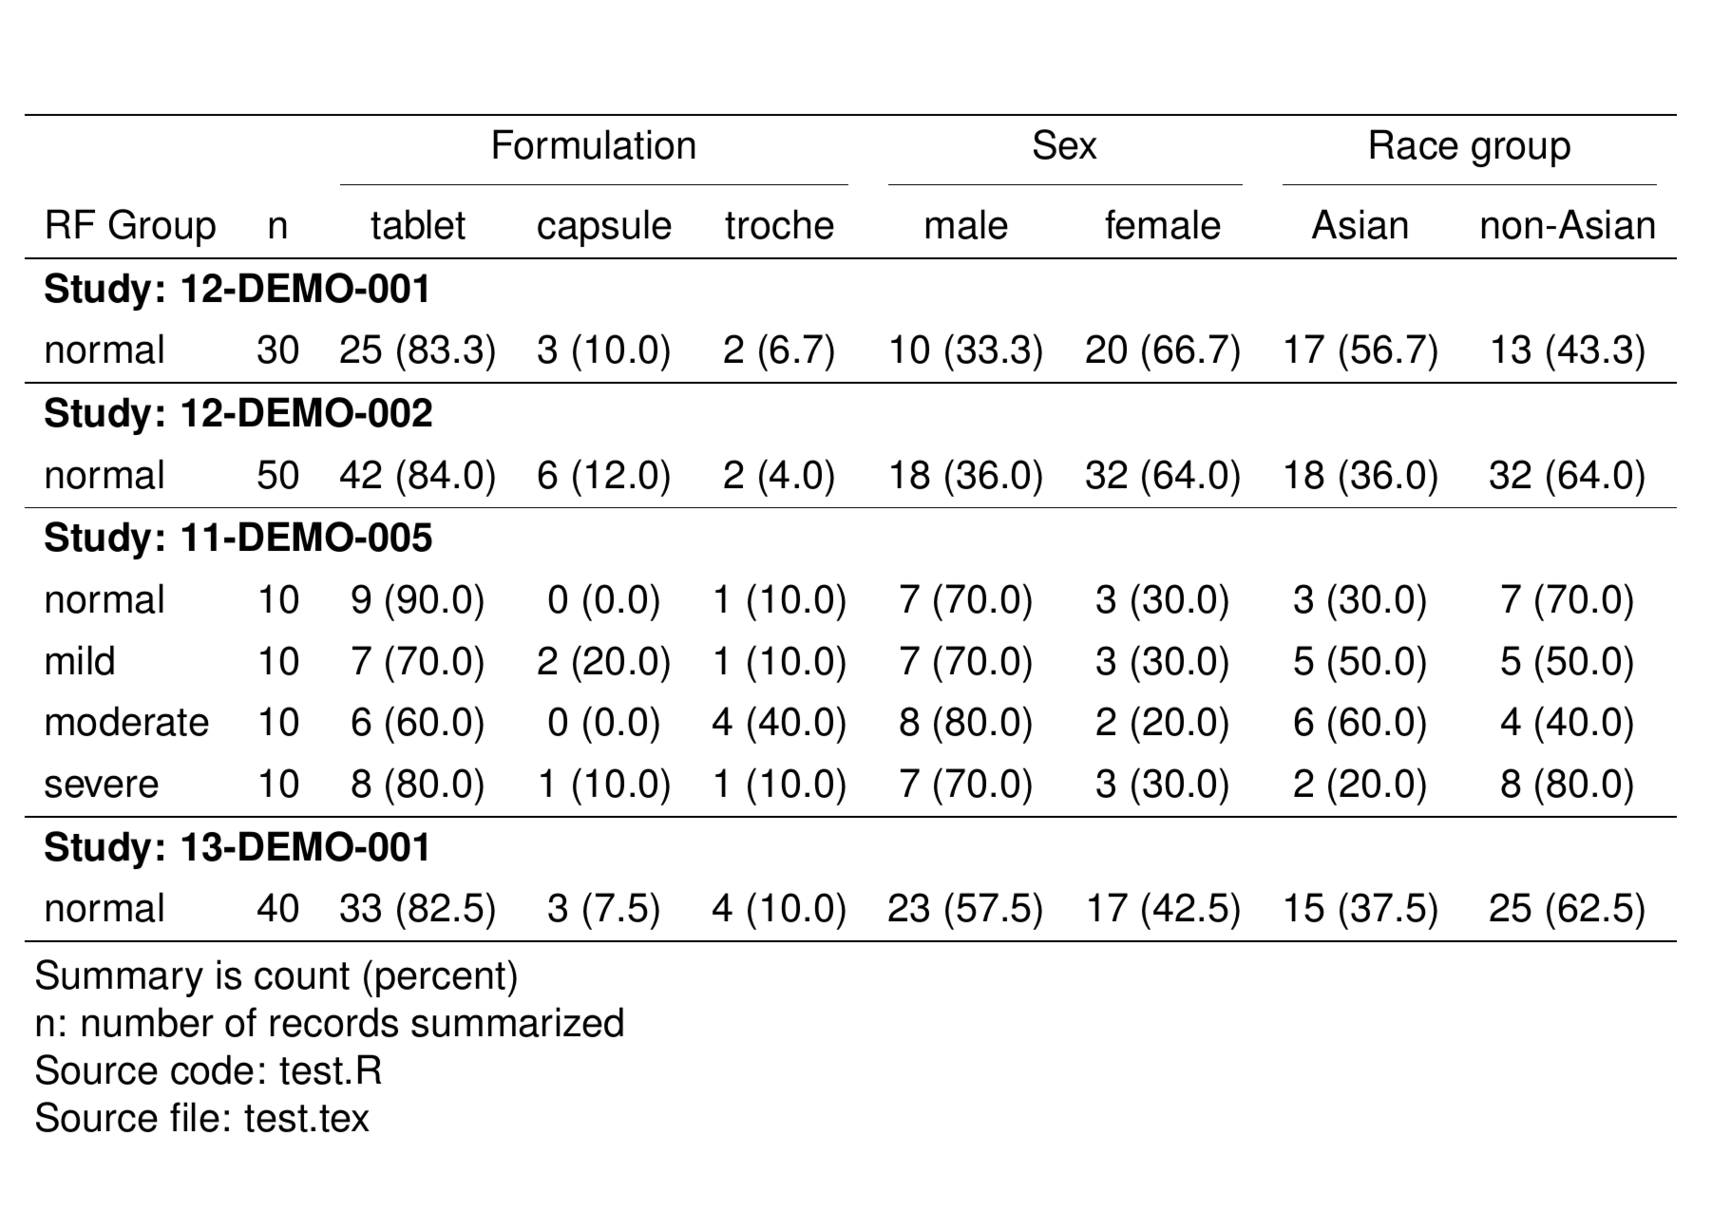 Formulation Sex Race group
RF Group n tablet capsule troche male female Asian non-Asian
Study: 12-DEMO-001
normal 30 25 (83.3) 3 (10.0) 2 (6.7) 10 (33.3) 20 (66.7) 17 (56.7) 13 (43.3)
Study: 12-DEMO-002
normal 50 42 (84.0) 6 (12.0) 2 (4.0) 18 (36.0) 32 (64.0) 18 (36.0) 32 (64.0)
Study: 11-DEMO-005
normal 10 9 (90.0) 0 (0.0) 1 (10.0) 7 (70.0) 3 (30.0) 3 (30.0) 7 (70.0)
mild 10 7 (70.0) 2 (20.0) 1 (10.0) 7 (70.0) 3 (30.0) 5 (50.0) 5 (50.0)
moderate 10 6 (60.0) 0 (0.0) 4 (40.0) 8 (80.0) 2 (20.0) 6 (60.0) 4 (40.0)
severe 10 8 (80.0) 1 (10.0) 1 (10.0) 7 (70.0) 3 (30.0) 2 (20.0) 8 (80.0)
Study: 13-DEMO-001
normal 40 33 (82.5) 3 (7.5) 4 (10.0) 23 (57.5) 17 (42.5) 15 (37.5) 25 (62.5)
Summary is count (percent)
n: number of records summarized
Source code: test.R
Source file: test.tex